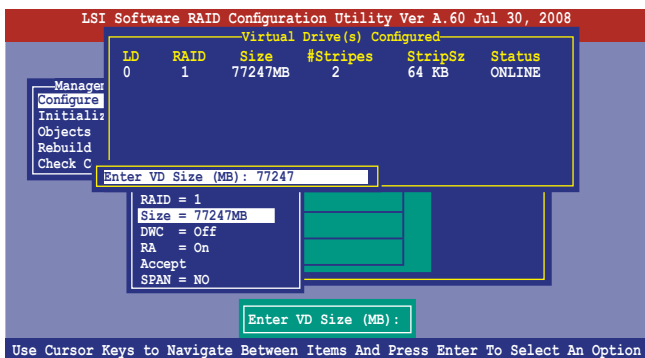 LSI Software RAID Configuration Utility Ver A.60 Jul 30, 2008
Virtual Drive(s) Configured
LD RAID Size #Stripes StripSz Status
0 1 77247MB 2 64 KB ONLINE
Managem
Configure
Initializ
Objects
Rebuild
Check C
Enter VD Size (MB): 77247
RAID = 1
Size = 77247MB
DWC = Off
RA = On
Accept
SPAN = NO
Enter VD Size (MB):
Use Cursor Keys to Navigate Between Items And Press Enter To Select An Option